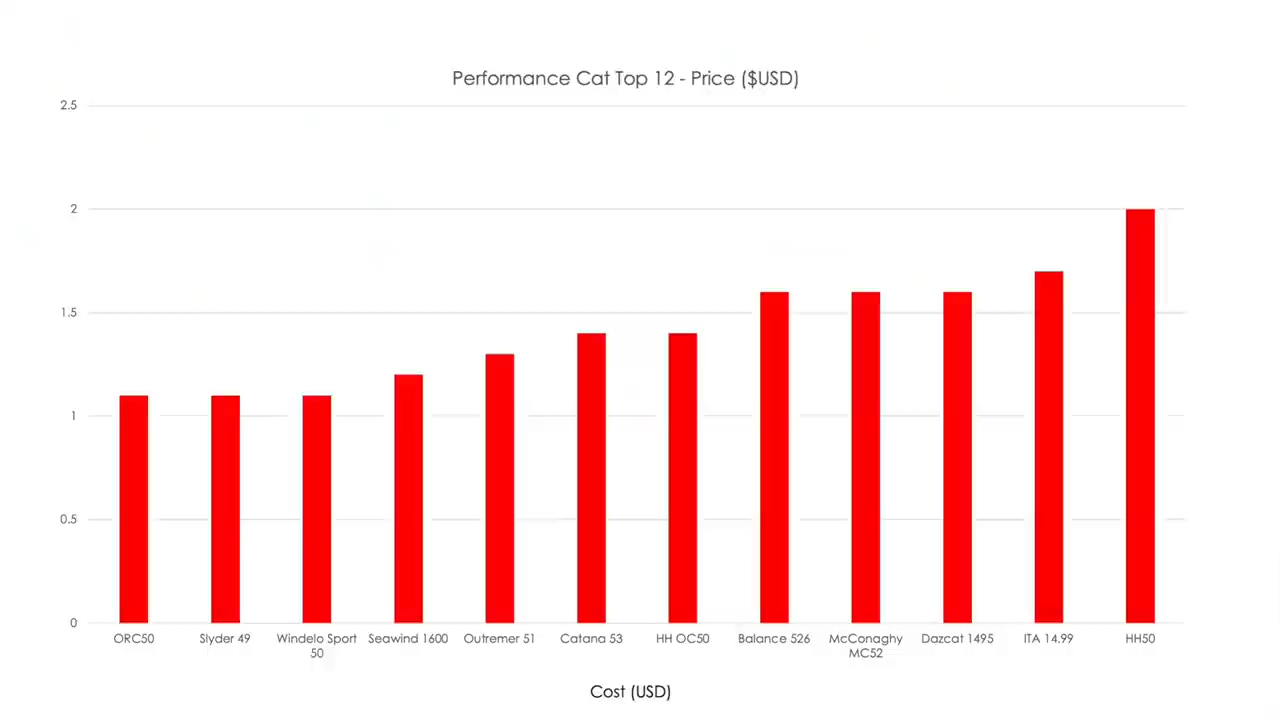 Performance Cat Top 12 - Price ($USD)
2.5
2
1.5
1
0.5
0
ORC50
Slyder 49
Windelo Sport
50
Seawind 1600
Outremer 51
Catana 53
HH OC50
Balance 526
McConaghy
MC52
Dazcat 1495
ITA 14.99
HH50
Cost (USD)